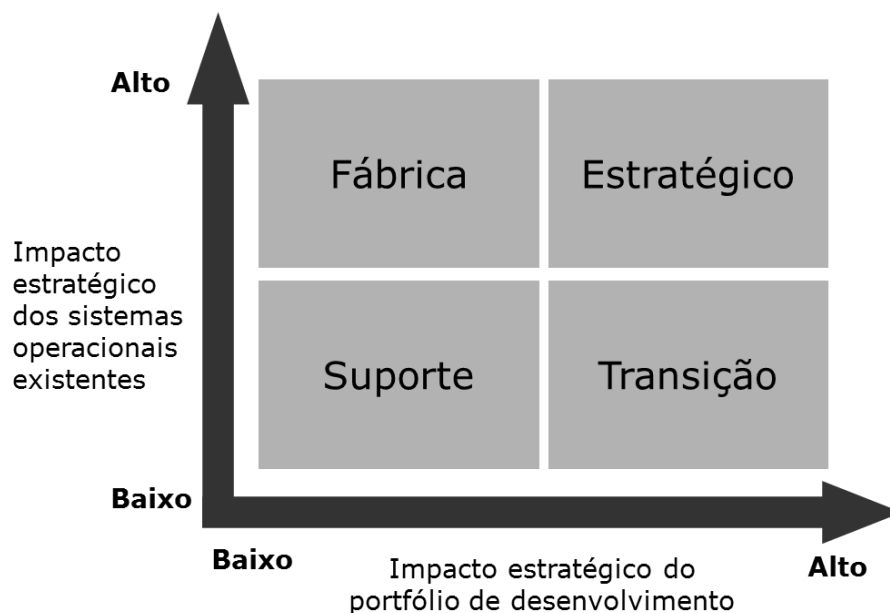 Alto
Fábrica
Estratégico
Impacto
estratégico
dos sistemas
operacionais
existentes
Suporte
Transição
Baixo
Baixo
Impacto estratégico do
portfólio de desenvolvimento
Alto